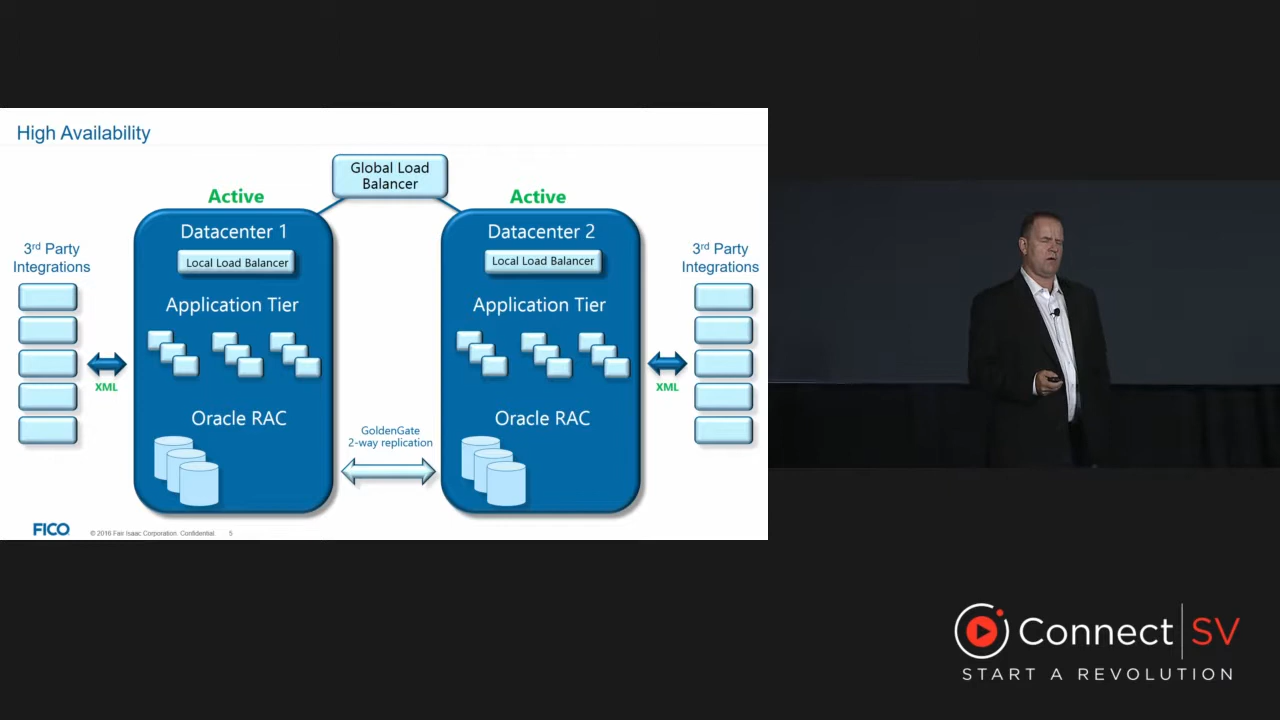 High Availability
Global Load
Balancer
Active
Active
Datacenter 1
Datacenter 2
Local Load Balancer
Local Load Balancer
3rd Party
Integrations
3rd Party
Integrations
Application Tier
Application Tier
XML
XML
Oracle RAC
Oracle RAC
GoldenGate
2-way replication
FICO
© 2016 Fair Isaac Corporation. Confidential.
5
Connect|SV
START A REVOLUTION